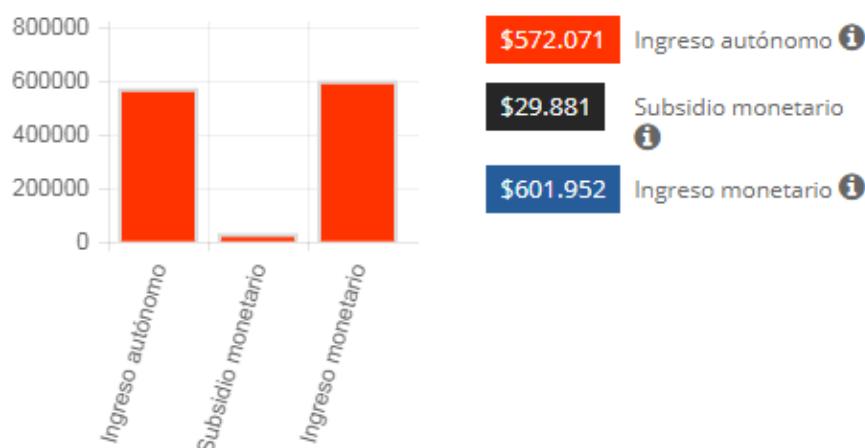 800000
600000
400000
200000
0
Ingreso autónomo
Subsidio monetario
Ingreso monetario
$572.071 Ingreso autónomo
$29.881 Subsidio monetario
$601.952 Ingreso monetario